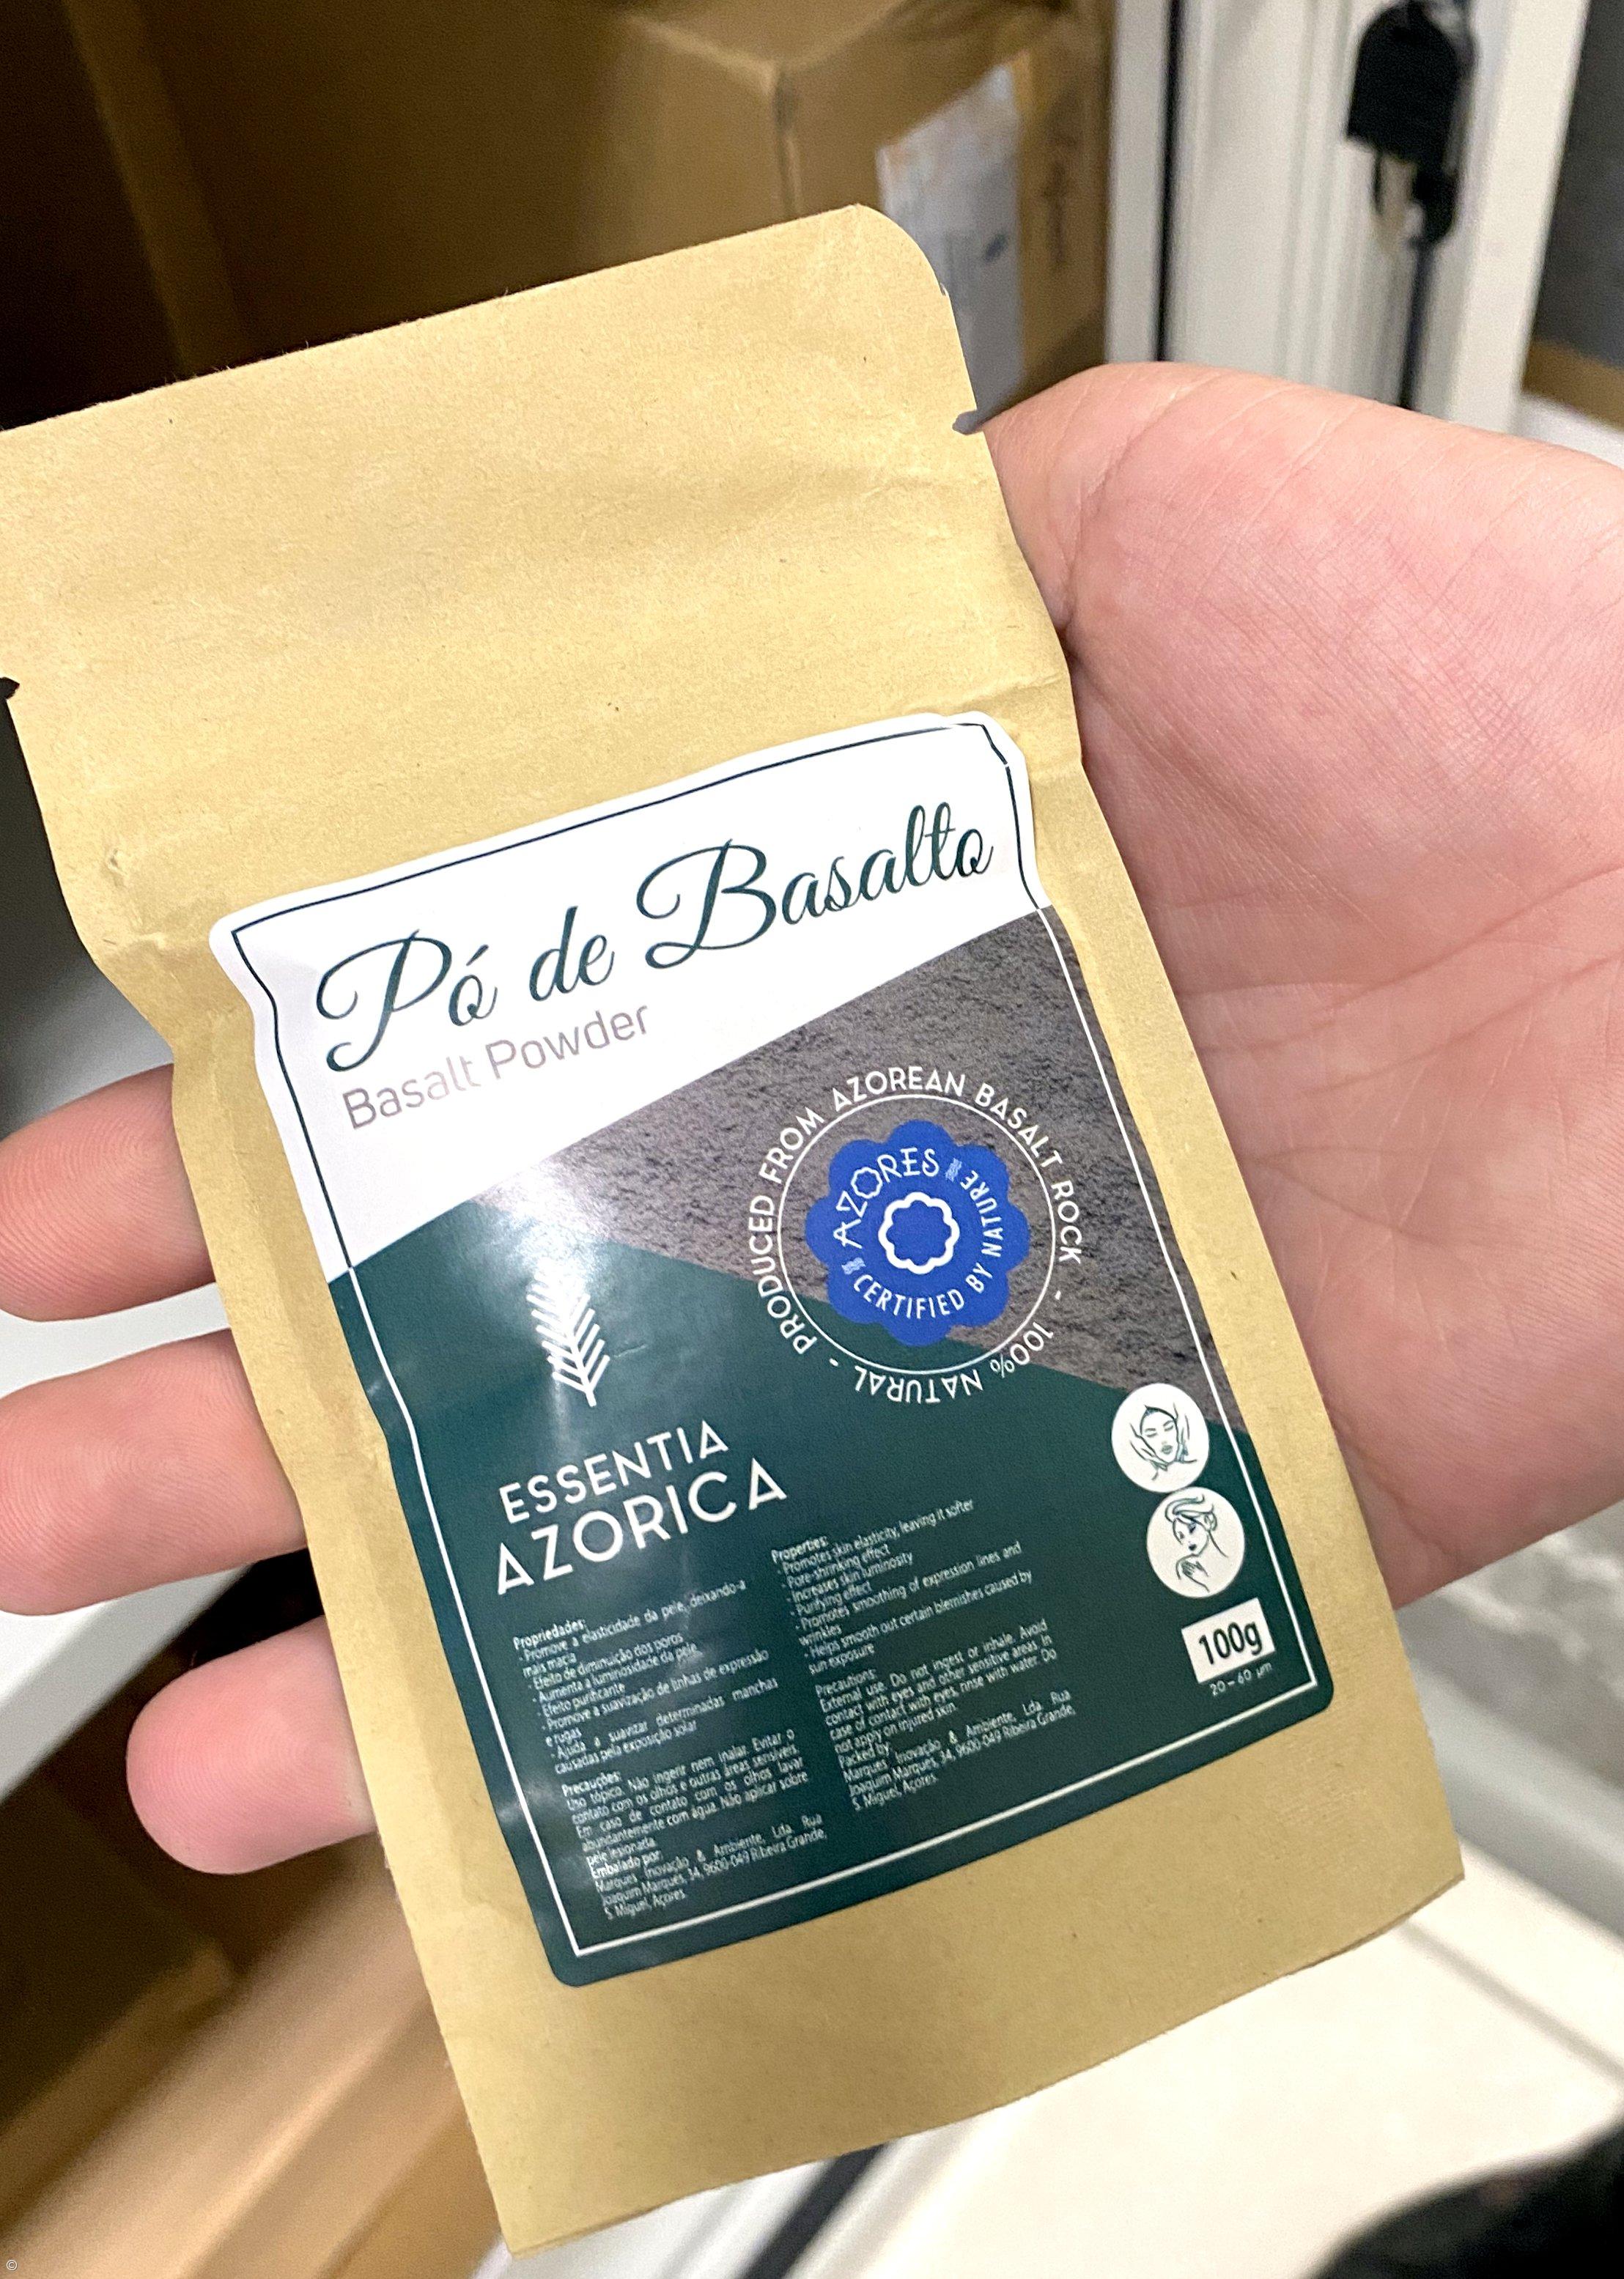 Pó de Basalto
Basalt Powder
PRODUCED FROM AZOREAN BASALT ROCK - 100% NATURAL -
AZORES
CERTIFIED BY NATURE
ESSENTIA
AZORICA
Propriedades:
- Promove a elasticidade da pele, deixando-a
mais macia
- Efeito de diminuição dos poros
- Aumenta a luminosidade da pele
- Efeito purificante
- Promove a suavização de linhas de expressão
e rugas
- Ajuda a suavizar determinadas manchas
causadas pela exposição solar
Precauções:
Uso tópico. Não ingerir nem inalar. Evitar o
contato com os olhos e outras áreas sensíveis.
Em caso de contato com os olhos lavar
abundantemente com água. Não aplicar sobre
pele lesionada.
Embalado por:
Marques Inovação & Ambiente, Lda Rua
Joaquim Marques, 34, 9600-049 Ribeira Grande,
S. Miguel, Açores.
Properties:
- Promotes skin elasticity, leaving it softer
- Pore-shrinking effect
- Increases skin luminosity
- Purifying effect
- Promotes smoothing of expression lines and
wrinkles
- Helps smooth out certain blemishes caused by
sun exposure
Precautions:
External use. Do not ingest or inhale. Avoid
contact with eyes and other sensitive areas. In
case of contact with eyes, rinse with water. Do
not apply on injured skin.
Packed by:
Marques Inovação & Ambiente, Lda Rua
Joaquim Marques, 34, 9600-049 Ribeira Grande,
S. Miguel, Açores.
100g
20 - 60 µm
©